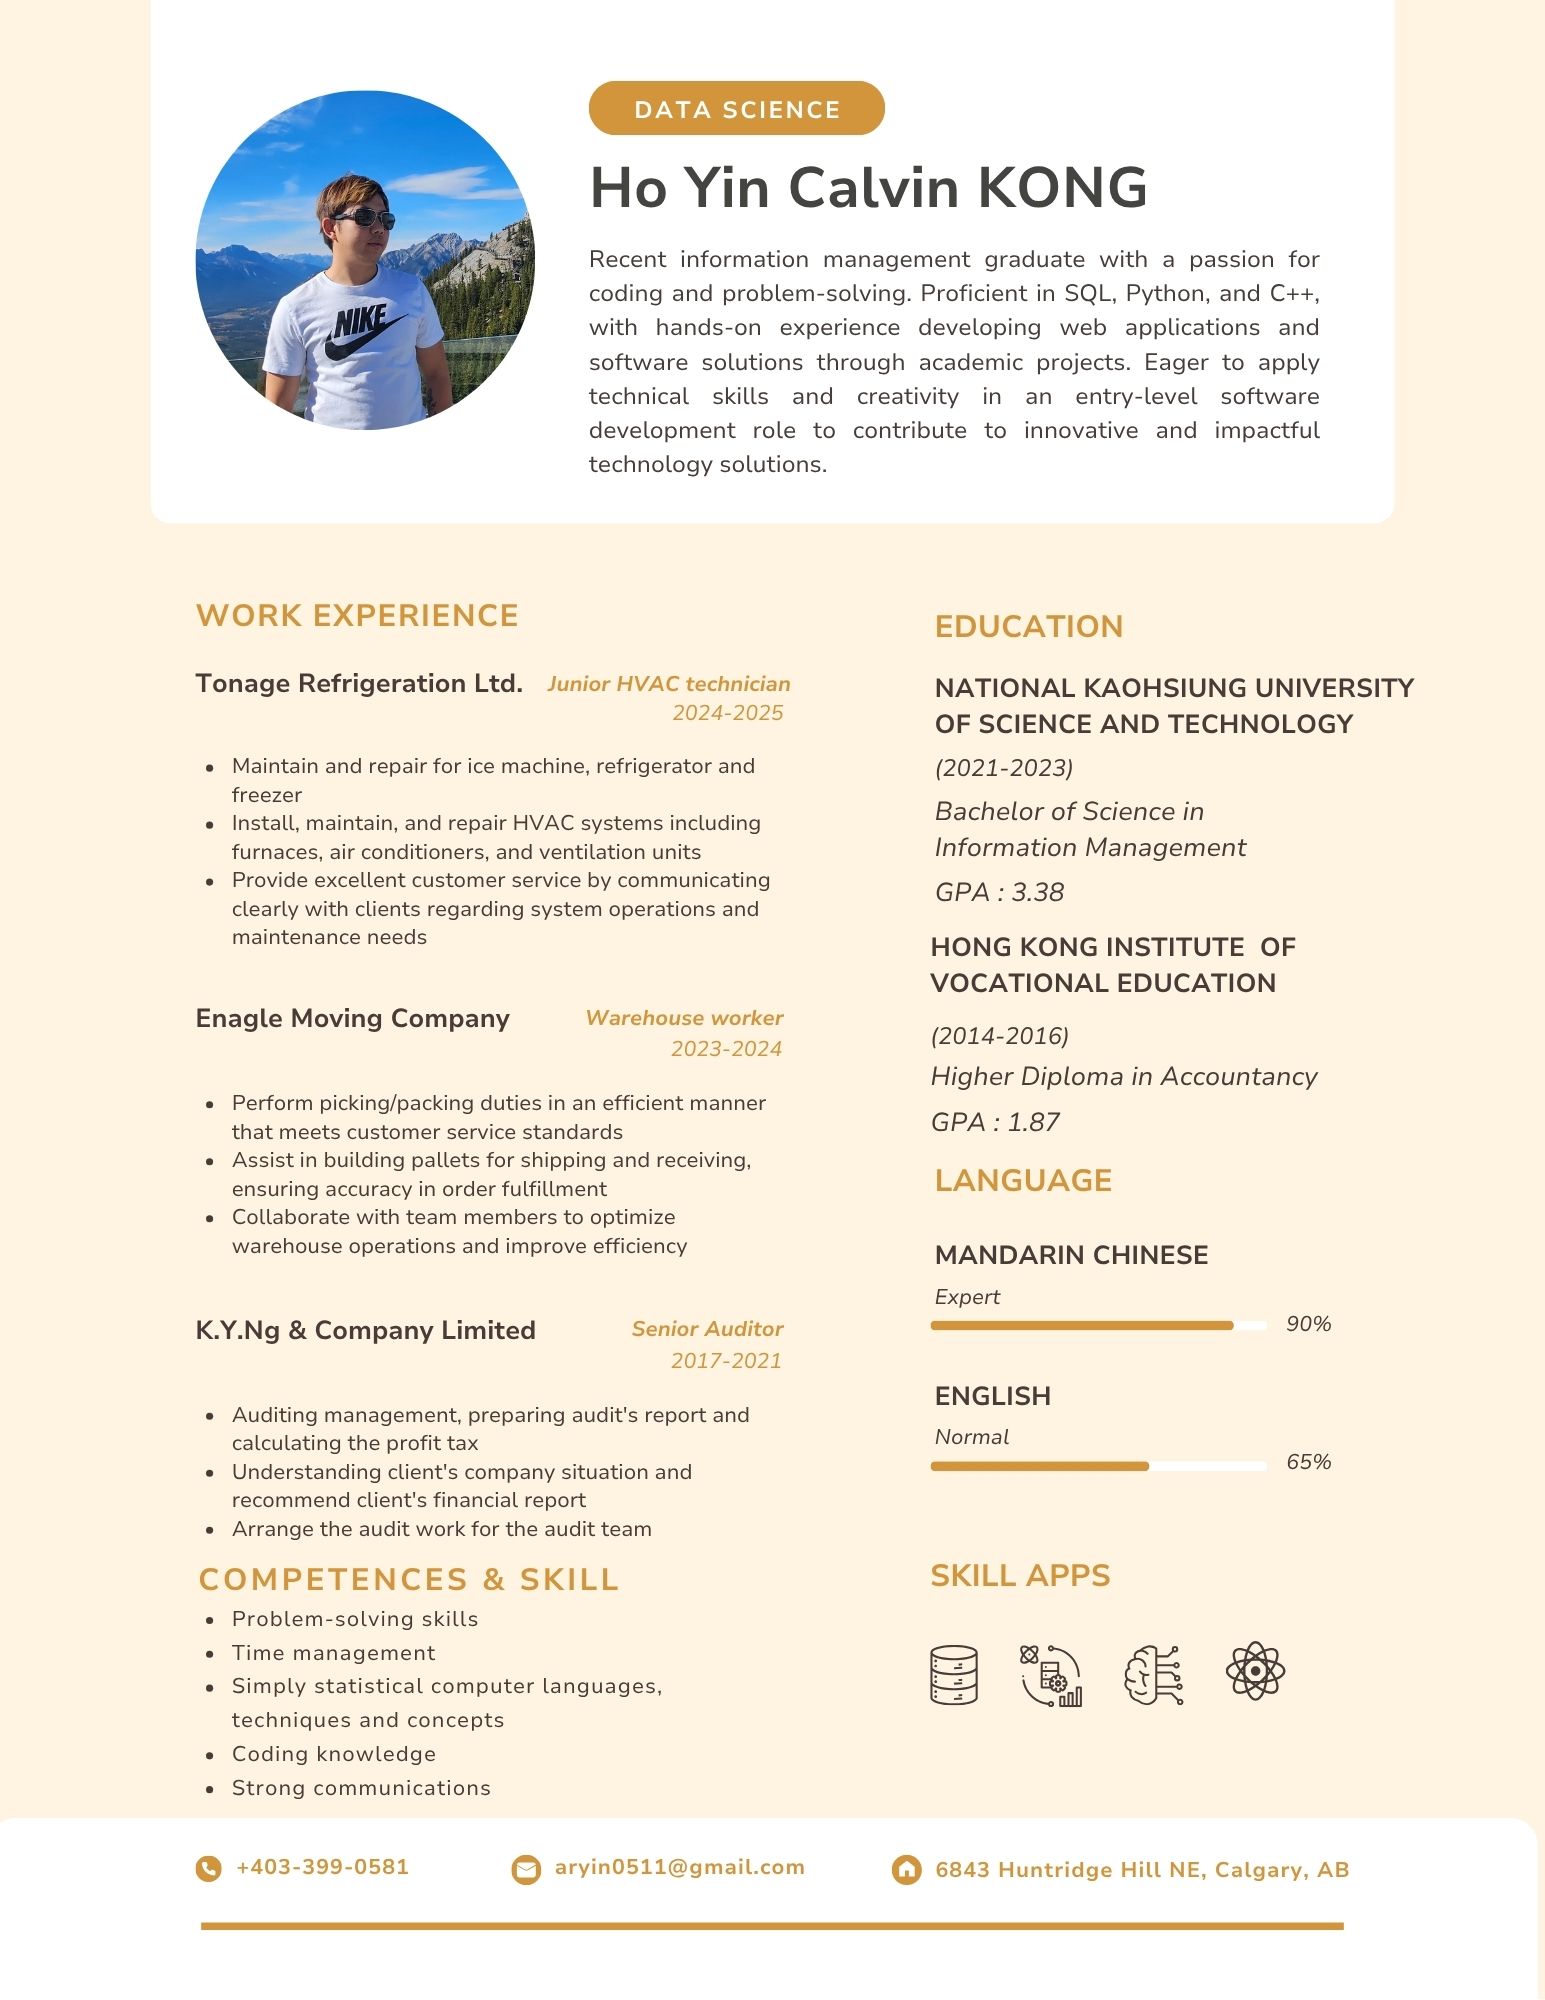 DATA SCIENCE
Ho Yin Calvin KONG
Recent information management graduate with a passion for
coding and problem-solving. Proficient in SQL, Python, and C++,
with hands-on experience developing web applications and
software solutions through academic projects. Eager to apply
technical skills and creativity in an entry-level software
development role to contribute to innovative and impactful
technology solutions.
NIKE
WORK EXPERIENCE
Tonage Refrigeration Ltd. Junior HVAC technician
2024-2025
• Maintain and repair for ice machine, refrigerator and
freezer
• Install, maintain, and repair HVAC systems including
furnaces, air conditioners, and ventilation units
• Provide excellent customer service by communicating
clearly with clients regarding system operations and
maintenance needs
Enagle Moving Company Warehouse worker
2023-2024
• Perform picking/packing duties in an efficient manner
that meets customer service standards
• Assist in building pallets for shipping and receiving,
ensuring accuracy in order fulfillment
• Collaborate with team members to optimize
warehouse operations and improve efficiency
K.Y.Ng & Company Limited Senior Auditor
2017-2021
• Auditing management, preparing audit's report and
calculating the profit tax
• Understanding client's company situation and
recommend client's financial report
• Arrange the audit work for the audit team
COMPETENCES & SKILL
• Problem-solving skills
• Time management
• Simply statistical computer languages,
techniques and concepts
• Coding knowledge
• Strong communications
EDUCATION
NATIONAL KAOHSIUNG UNIVERSITY
OF SCIENCE AND TECHNOLOGY
(2021-2023)
Bachelor of Science in
Information Management
GPA : 3.38
HONG KONG INSTITUTE OF
VOCATIONAL EDUCATION
(2014-2016)
Higher Diploma in Accountancy
GPA : 1.87
LANGUAGE
MANDARIN CHINESE
Expert
90%
ENGLISH
Normal
65%
SKILL APPS
+403-399-0581
aryin0511@gmail.com
6843 Huntridge Hill NE, Calgary, AB